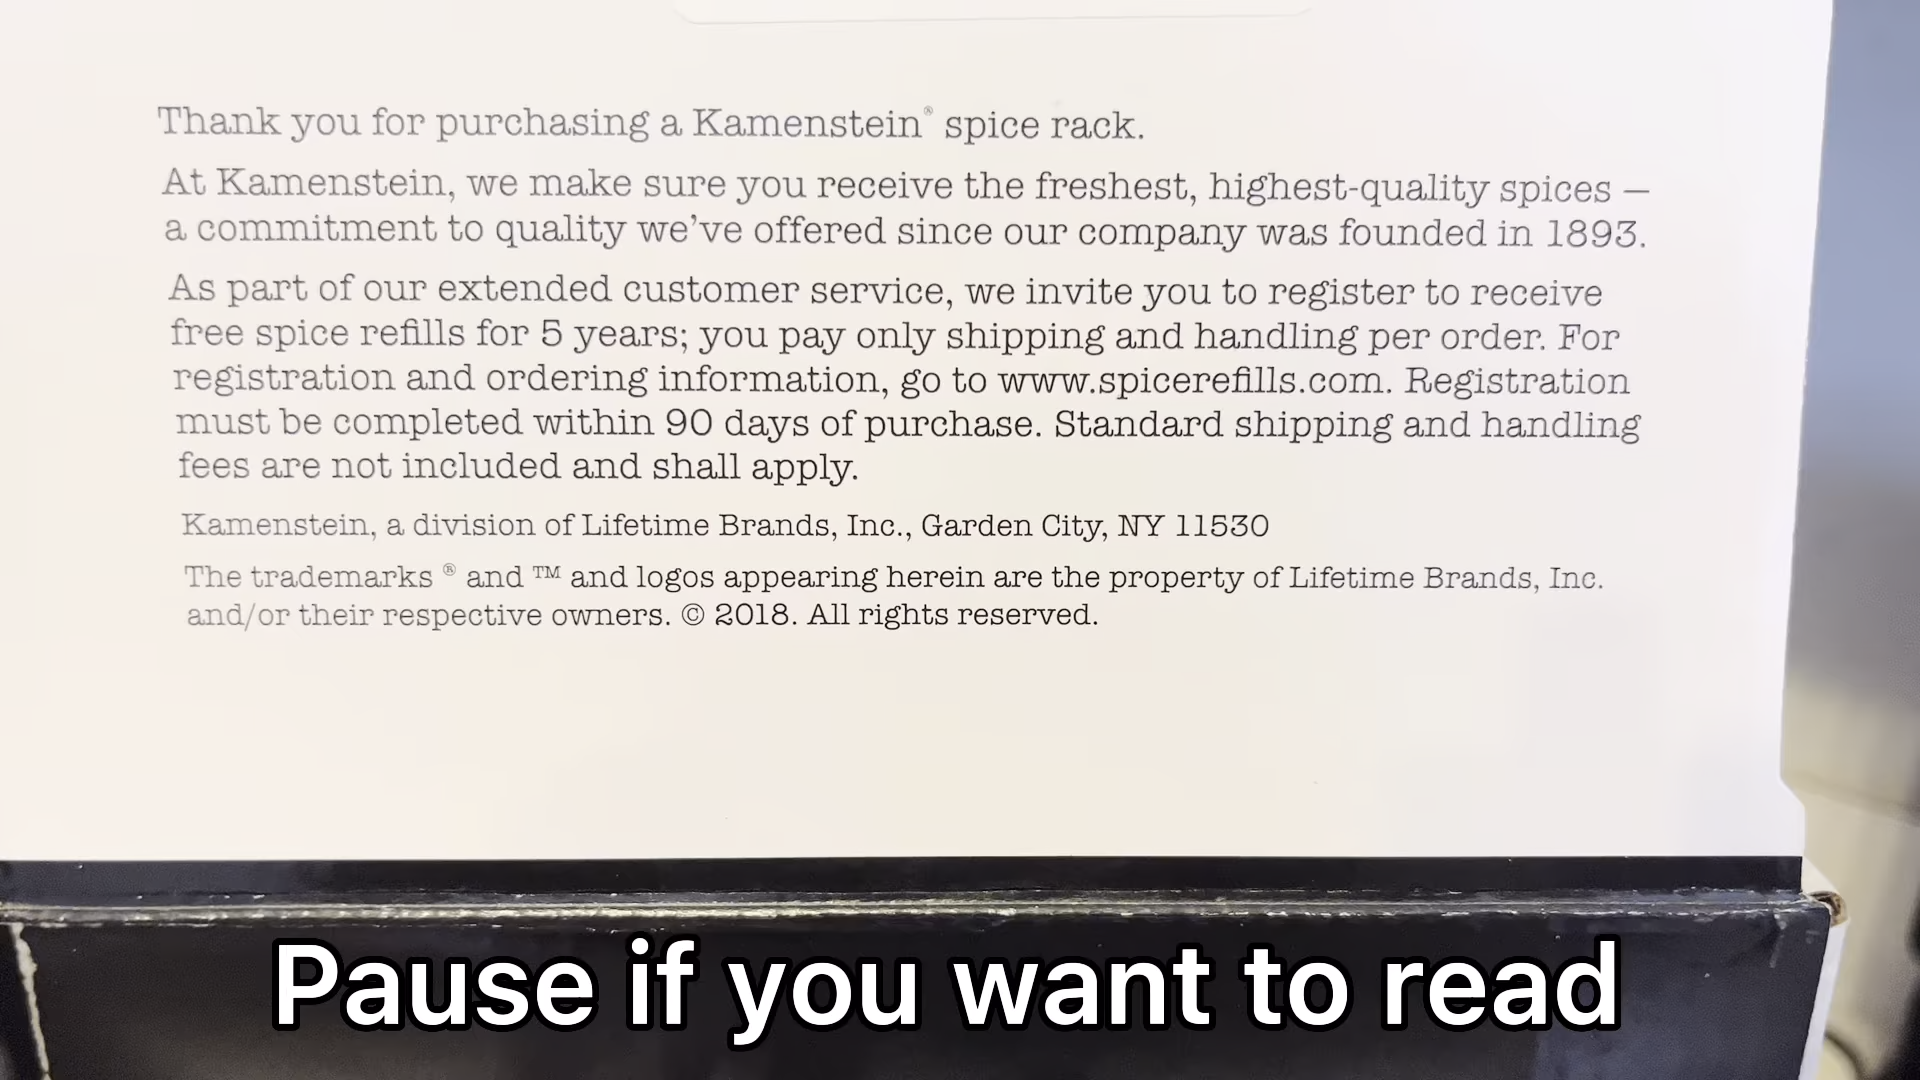 Thank you for purchasing a Kamenstein® spice rack.
At Kamenstein, we make sure you receive the freshest, highest-quality spices —
a commitment to quality we've offered since our company was founded in 1893.
As part of our extended customer service, we invite you to register to receive
free spice refills for 5 years; you pay only shipping and handling per order. For
registration and ordering information, go to www.spicerefills.com. Registration
must be completed within 90 days of purchase. Standard shipping and handling
fees are not included and shall apply.
Kamenstein, a division of Lifetime Brands, Inc., Garden City, NY 11530
The trademarks ® and ™ and logos appearing herein are the property of Lifetime Brands, Inc.
and/or their respective owners. © 2018. All rights reserved.
Pause if you want to read